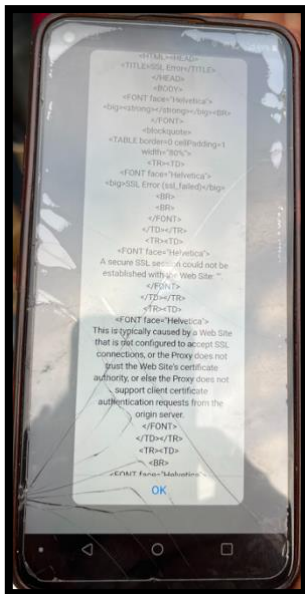 <HTML><HEAD>
<TITLE>SSL Error</TITLE>
</HEAD>
<BODY>
<FONT face="Helvetica">
<big><strong></strong></big><BR>
</FONT>
<blockquote>
<TABLE border=0 cellPadding=1
width="80%">
<TR><TD>
<FONT face="Helvetica">
<big>SSL Error (ssl_failed)</big>
<BR>
<BR>
</FONT>
</TD></TR>
<TR><TD>
<FONT face="Helvetica">
A secure SSL session could not be
established with the Web Site: "".
</FONT>
</TD></TR>
<TR><TD>
<FONT face="Helvetica">
This is typically caused by a Web Site
that is not configured to accept SSL
connections, or the Proxy does not
trust the Web Site's certificate
authority, or else the Proxy does not
support client certificate
authentication requests from the
origin server.
</FONT>
</TD></TR>
<TR><TD>
<BR>
<FONT face="Helvetica">
OK